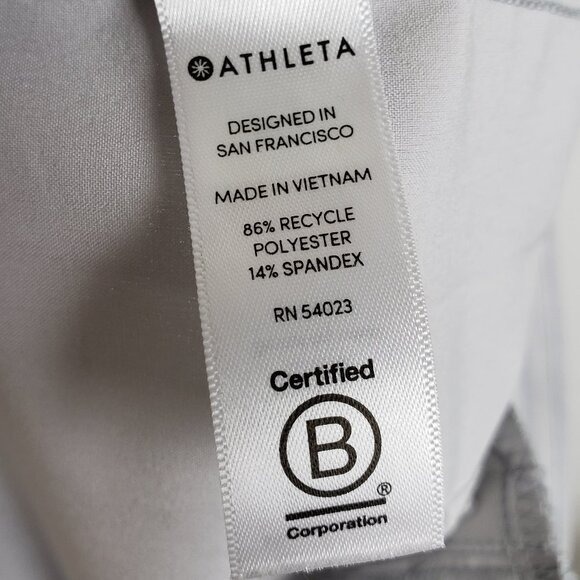 ATHLETA
DESIGNED IN
SAN FRANCISCO
MADE IN VIETNAM
86% RECYCLE
POLYESTER
14% SPANDEX
RN 54023
Certified
B
®
Corporation